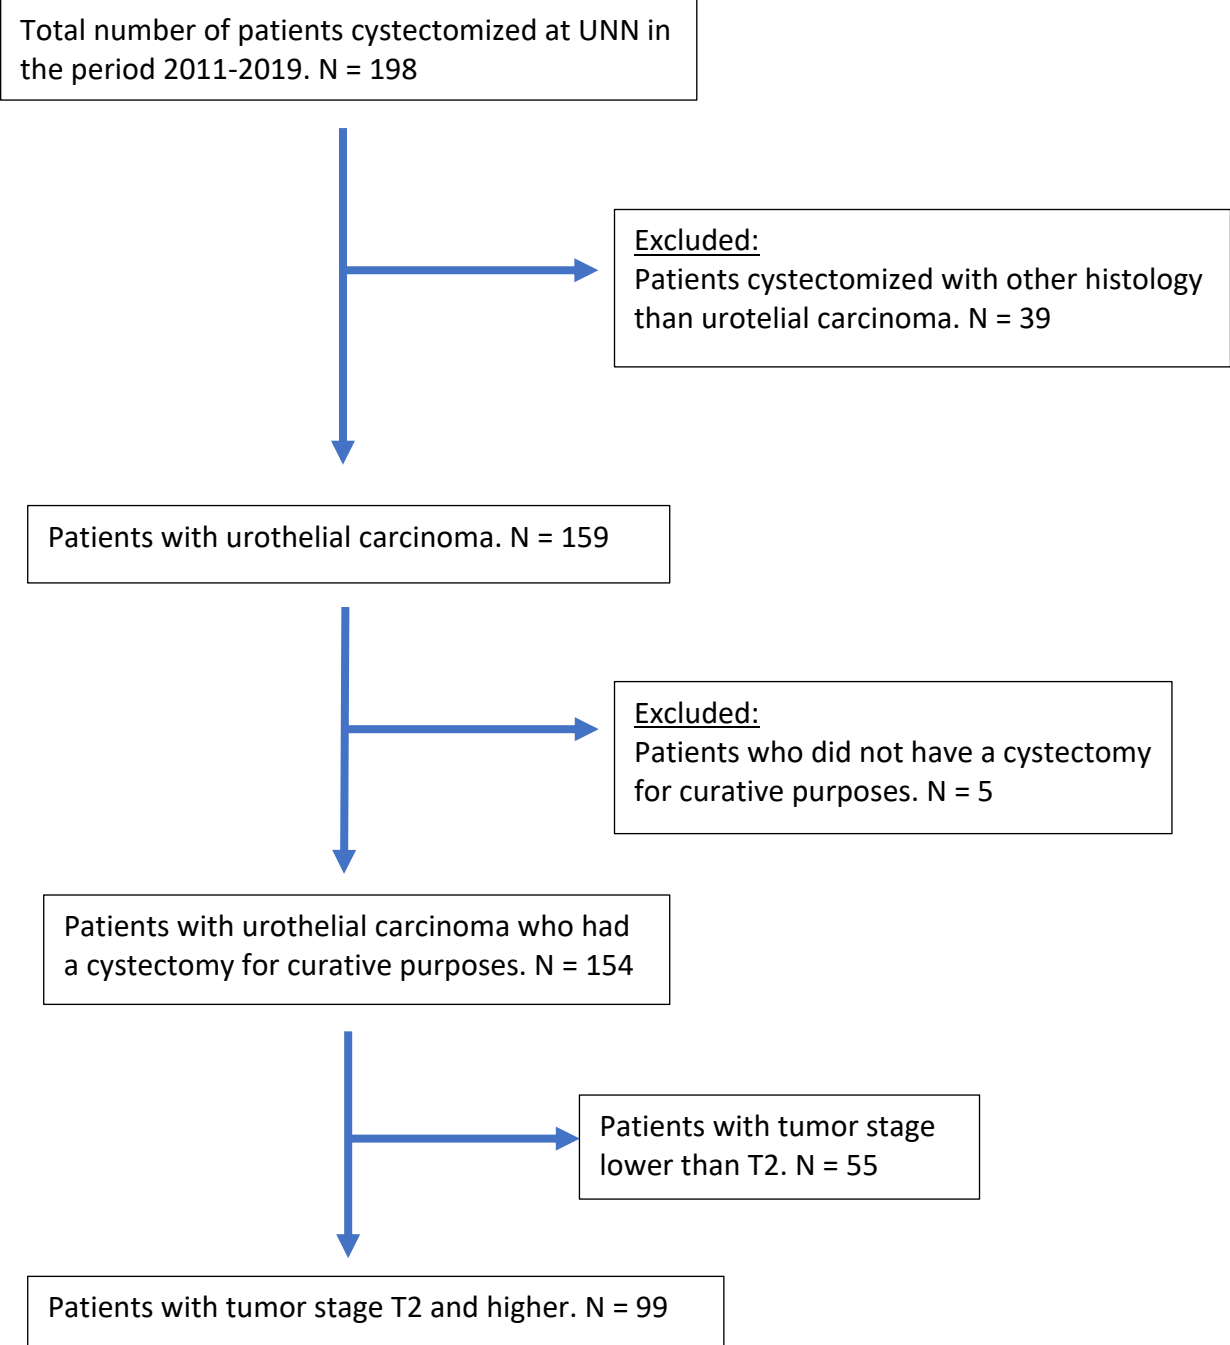 Total number of patients cystectomized at UNN in
the period 2011-2019. N = 198
Excluded:
Patients cystectomized with other histology
than urotelial carcinoma. N = 39
Patients with urothelial carcinoma. N = 159
Excluded:
Patients who did not have a cystectomy
for curative purposes. N = 5
Patients with urothelial carcinoma who had
a cystectomy for curative purposes. N = 154
Patients with tumor stage
lower than T2. N = 55
Patients with tumor stage T2 and higher. N = 99